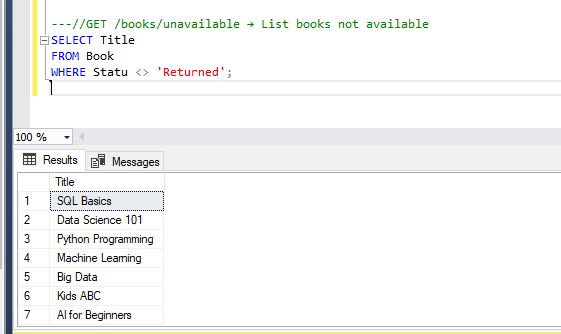 ---//GET /books/unavailable → List books not available
SELECT Title
FROM Book
WHERE Statu <> 'Returned';
100 %
Results Messages
Title
1 SQL Basics
2 Data Science 101
3 Python Programming
4 Machine Learning
5 Big Data
6 Kids ABC
7 AI for Beginners